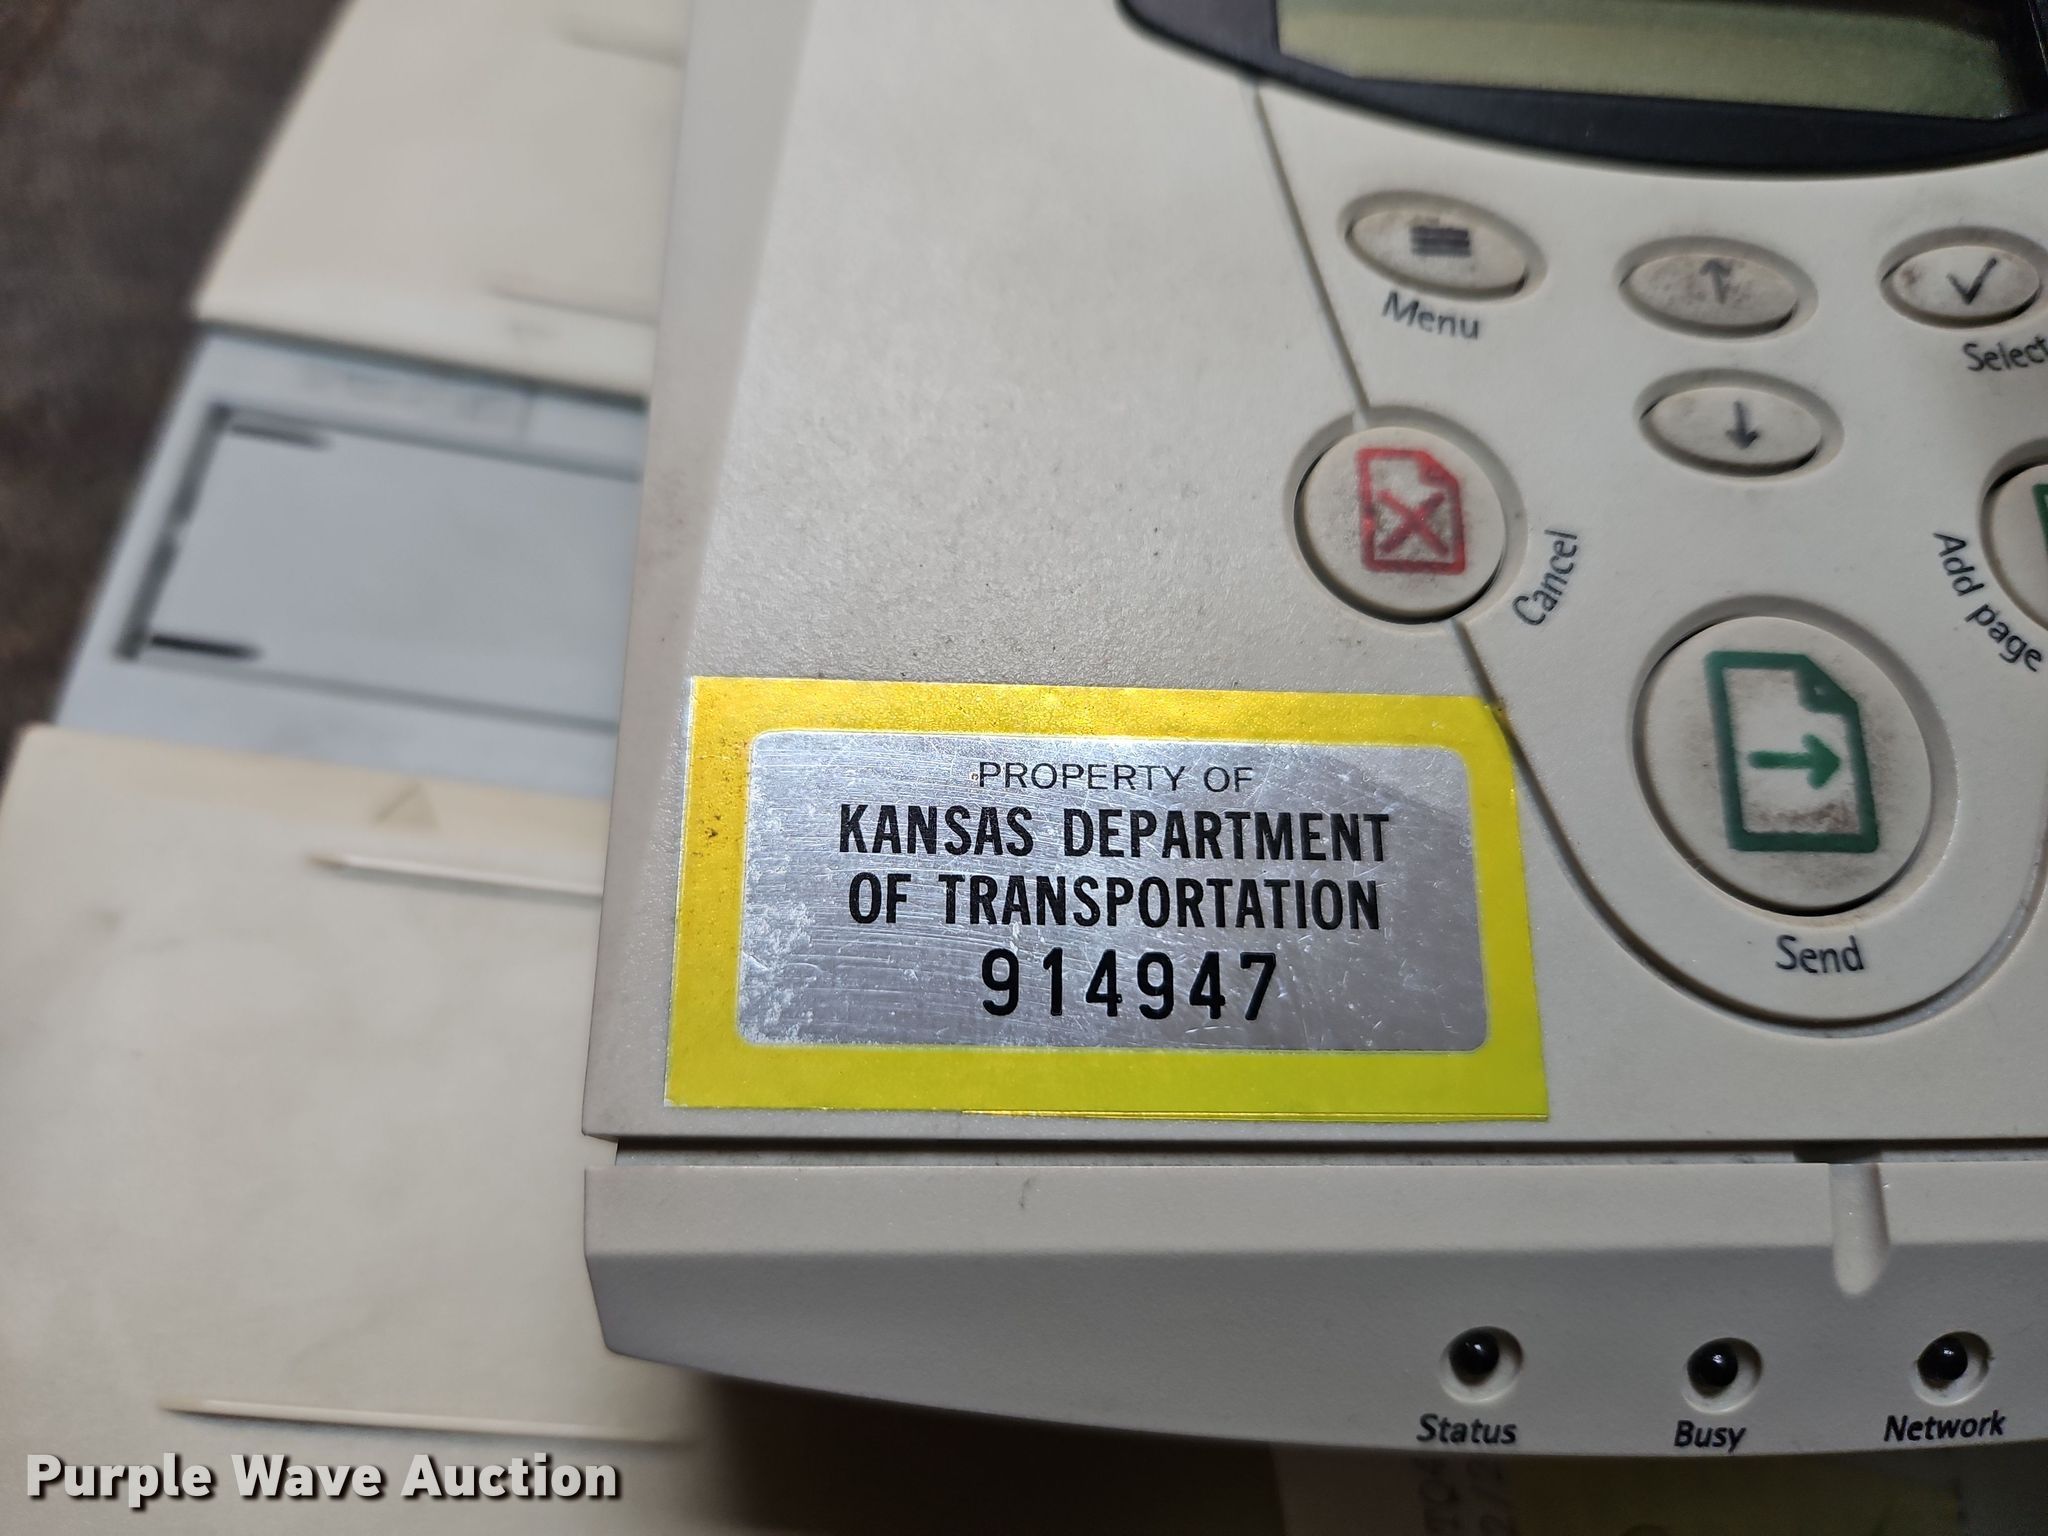 Menu
Select
Cancel
Add page
PROPERTY OF
KANSAS DEPARTMENT
OF TRANSPORTATION
914947
Send
Status
Busy
Network
Purple Wave Auction